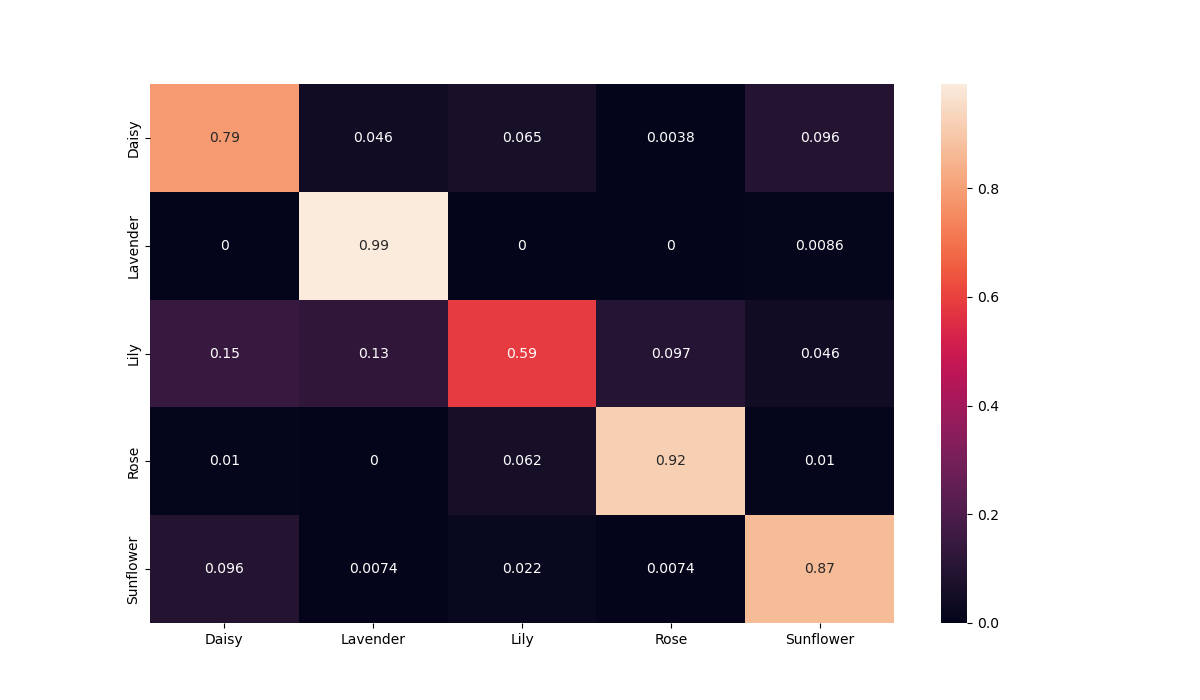 Daisy 0.79 0.046 0.065 0.0038 0.096
Lavender 0 0.99 0 0 0.0086
Lily 0.15 0.13 0.59 0.097 0.046
Rose 0.01 0 0.062 0.92 0.01
Sunflower 0.096 0.0074 0.022 0.0074 0.87
Daisy Lavender Lily Rose Sunflower
0.8
0.6
0.4
0.2
0.0